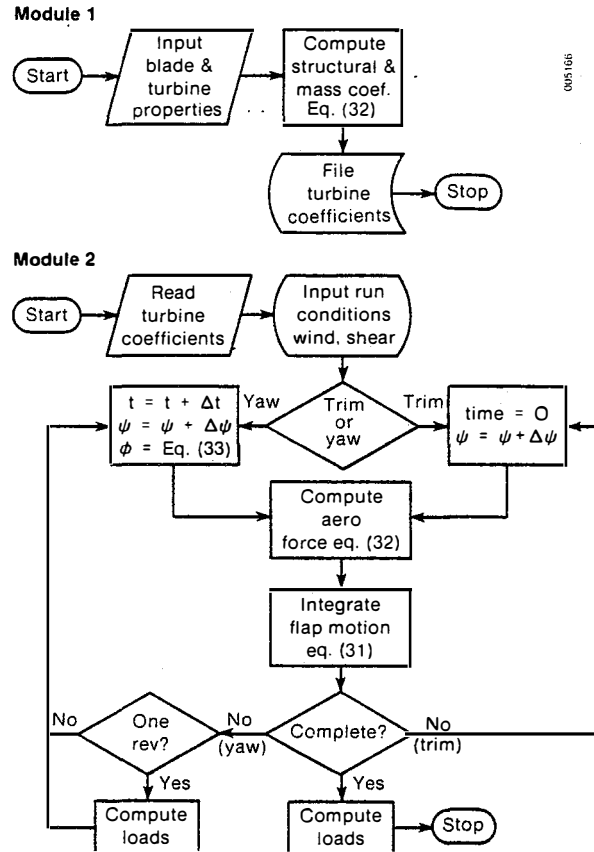 Module 1
Start
Input
blade &
turbine
properties
Compute
structural &
mass coef.
Eq. (32)
005166
File
turbine
coefficients
Stop
Module 2
Start
Read
turbine
coefficients
Input run
conditions
wind, shear
t = t + Δt
ψ = ψ + Δψ
ϕ = Eq. (33)
Yaw
Trim
or
yaw
Trim
time = O
ψ = ψ + Δψ
Compute
aero
force eq. (32)
Integrate
flap motion
eq. (31)
No
One
rev?
No
(yaw)
Complete?
No
(trim)
Yes
Yes
Compute
loads
Compute
loads
Stop